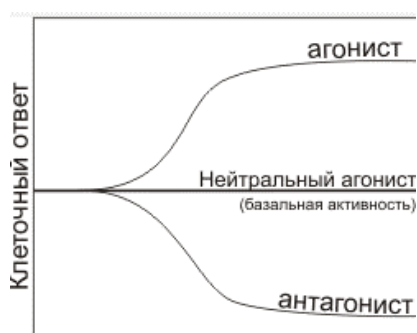 Клеточный ответ
агонист
Нейтральный агонист
(базальная активность)
антагонист